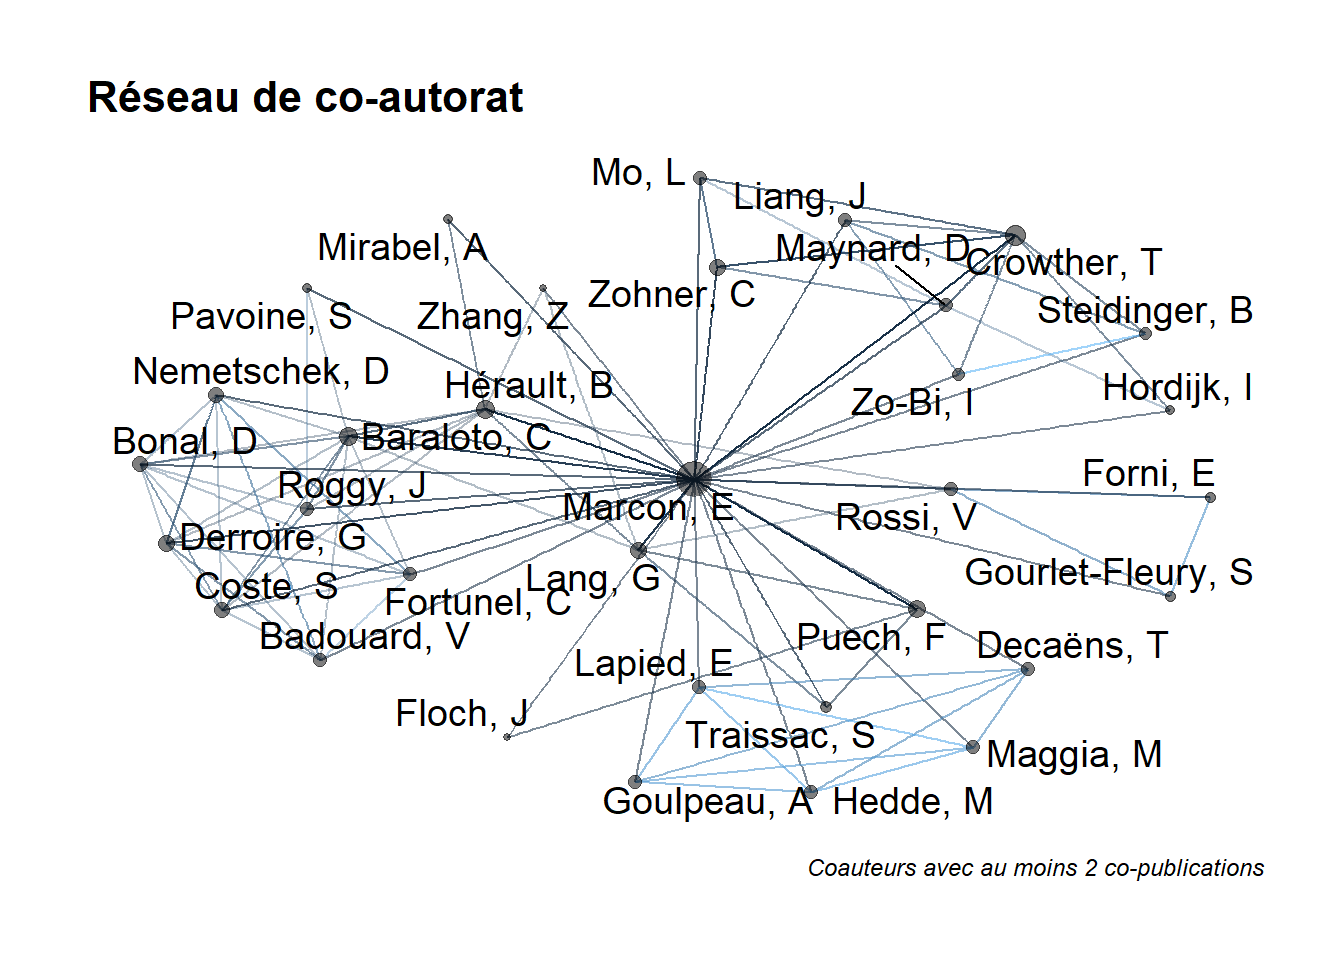 Réseau de co-autorat
Mo, L
Liang, J
Mirabel, A
Maynard, D
Crowther, T
Zohner, C
Steidinger, B
Pavoine, S
Zhang, Z
Nemetschek, D
Hérault, B
Hordijk, I
Zo-Bi, I
Bonal, D
Baraloto, C
Forni, E
Roggy, J
Marcon, E
Rossi, V
Derroire, G
Gourlet-Fleury, S
Coste, S
Lang, G
Fortunel, C
Badouard, V
Puech, F
Decaëns, T
Lapied, E
Floch, J
Traissac, S
Maggia, M
Goulpeau, A
Hedde, M
Coauteurs avec au moins 2 co-publications